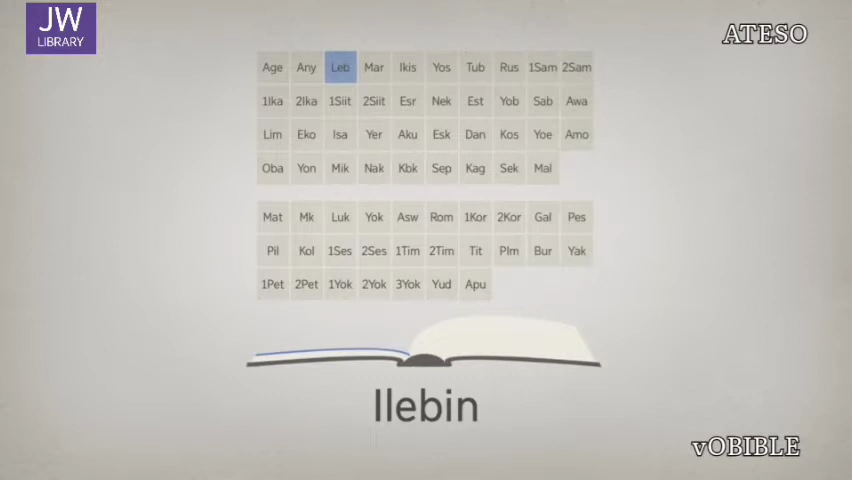 JW
LIBRARY
ATESO
Age Any Leb Mar Ikis Yos Tub Rus 1Sam 2Sam
1Ika 2Ika 1Siit 2Siit Esr Nek Est Yob Sab Awa
Lim Eko Isa Yer Aku Esk Dan Kos Yoe Amo
Oba Yon Mik Nak Kbk Sep Kag Sek Mal
Mat Mk Luk Yok Asw Rom 1Kor 2Kor Gal Pes
Pil Kol 1Ses 2Ses 1Tim 2Tim Tit Plm Bur Yak
1Pet 2Pet 1Yok 2Yok 3Yok Yud Apu
Ilebin
vOBIBLE